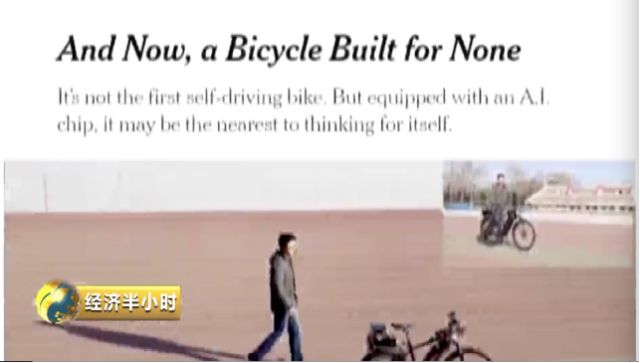 And Now, a Bicycle Built for None
It's not the first self-driving bike. But equipped with an A.I.
chip, it may be the nearest to thinking for itself.
经济半小时